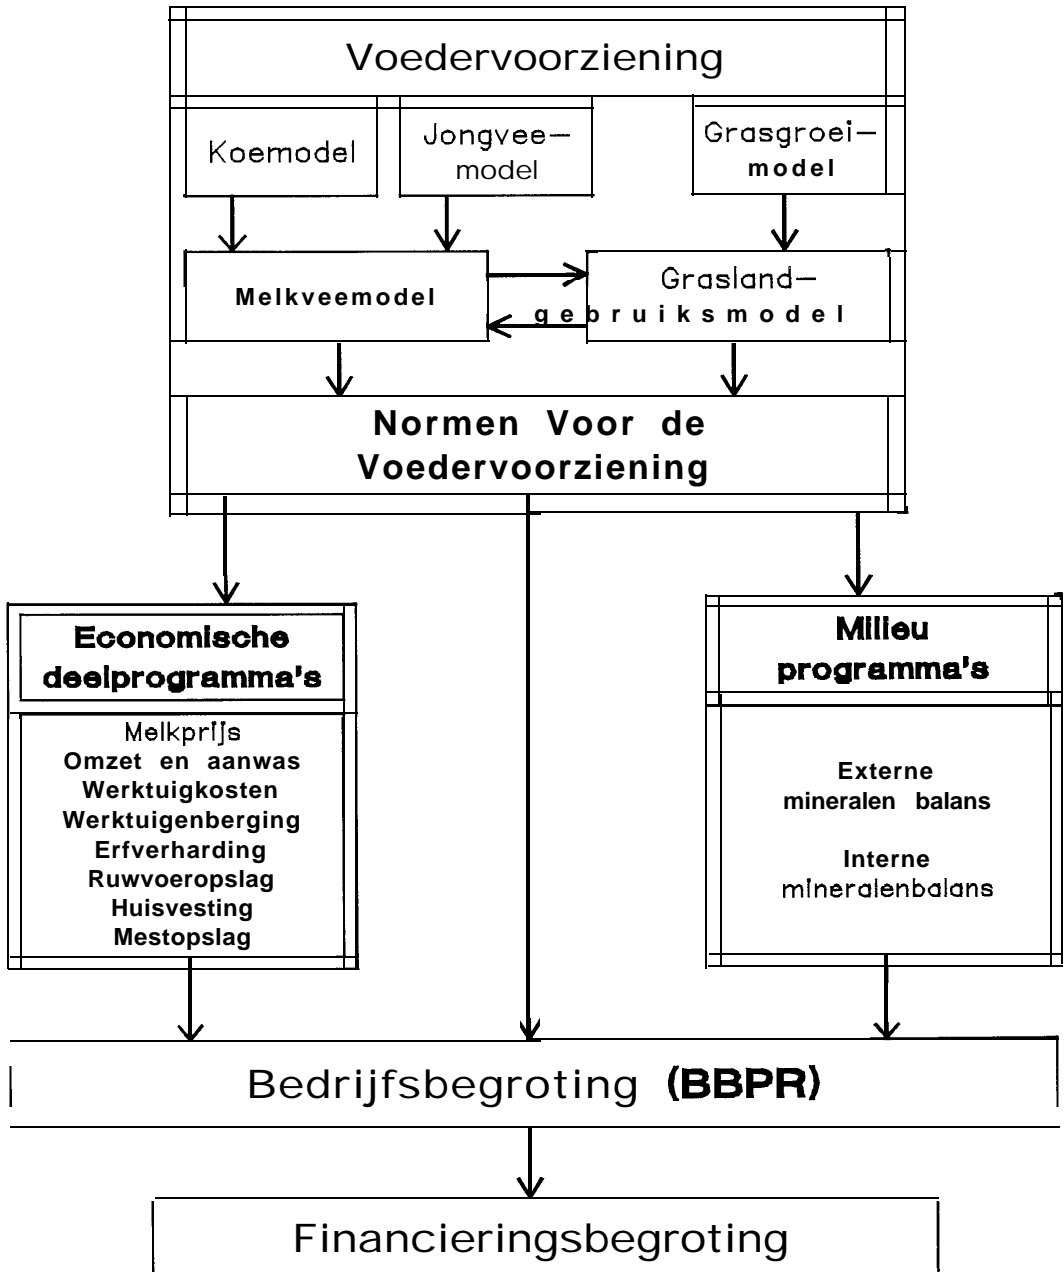 Voedervoorziening
Koemodel
Jongvee—
model
Grasgroei—
model
Melkveemodel
Grasland—
gebruiksmodel
Normen Voor de
Voedervoorziening
Economische
deelprogramma's
Melkprijs
Omzet en aanwas
Werktuigkosten
Werktuigenberging
Erfverharding
Ruwvoeropslag
Huisvesting
Mestopslag
Milieu
programma's
Externe
mineralen balans
Interne
mineralenbalans
Bedrijfsbegroting (BBPR)
Financieringsbegroting